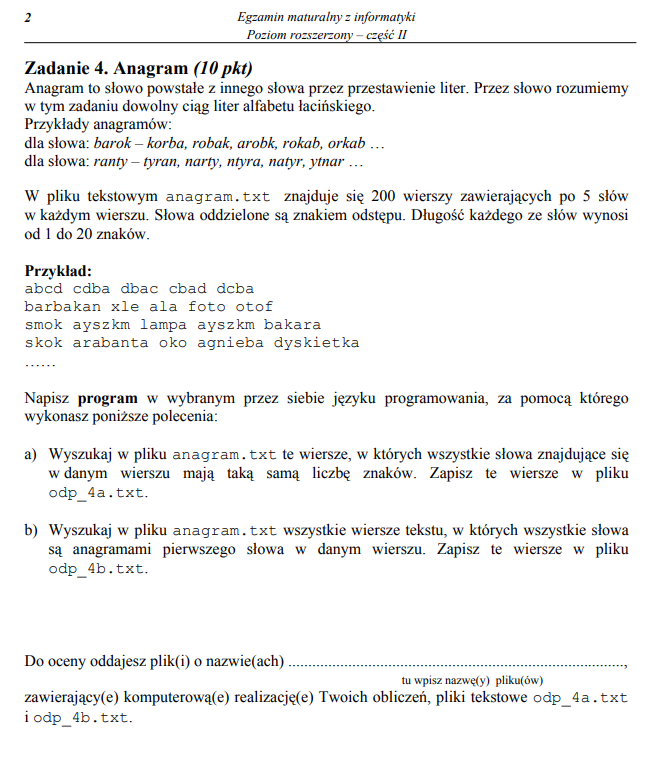 2
Egzamin maturalny z informatyki
Poziom rozszerzony – część II
Zadanie 4. Anagram (10 pkt)
Anagram to słowo powstałe z innego słowa przez przestawienie liter. Przez słowo rozumiemy
w tym zadaniu dowolny ciąg liter alfabetu łacińskiego.
Przykłady anagramów:
dla słowa: barok – korba, robak, arobk, rokab, orkab …
dla słowa: ranty – tyran, narty, ntyra, natyr, ytnar …
W pliku tekstowym anagram.txt znajduje się 200 wierszy zawierających po 5 słów
w każdym wierszu. Słowa oddzielone są znakiem odstępu. Długość każdego ze słów wynosi
od 1 do 20 znaków.
Przykład:
abcd cdba dbac cbad dcba
barbakan xle ala foto otof
smok ayszkm lampa ayszkm bakara
skok arabanta oko agnieba dyskietka
……
Napisz program w wybranym przez siebie języku programowania, za pomocą którego
wykonasz poniższe polecenia:
a) Wyszukaj w pliku anagram.txt te wiersze, w których wszystkie słowa znajdujące się
w danym wierszu mają taką samą liczbę znaków. Zapisz te wiersze w pliku
odp_4a.txt.
b) Wyszukaj w pliku anagram.txt wszystkie wiersze tekstu, w których wszystkie słowa
są anagramami pierwszego słowa w danym wierszu. Zapisz te wiersze w pliku
odp_4b.txt.
Do oceny oddajesz plik(i) o nazwie(ach) ....................................................................................,
tu wpisz nazwę(y) pliku(ów)
zawierający(e) komputerową(e) realizację(e) Twoich obliczeń, pliki tekstowe odp_4a.txt
i odp_4b.txt.